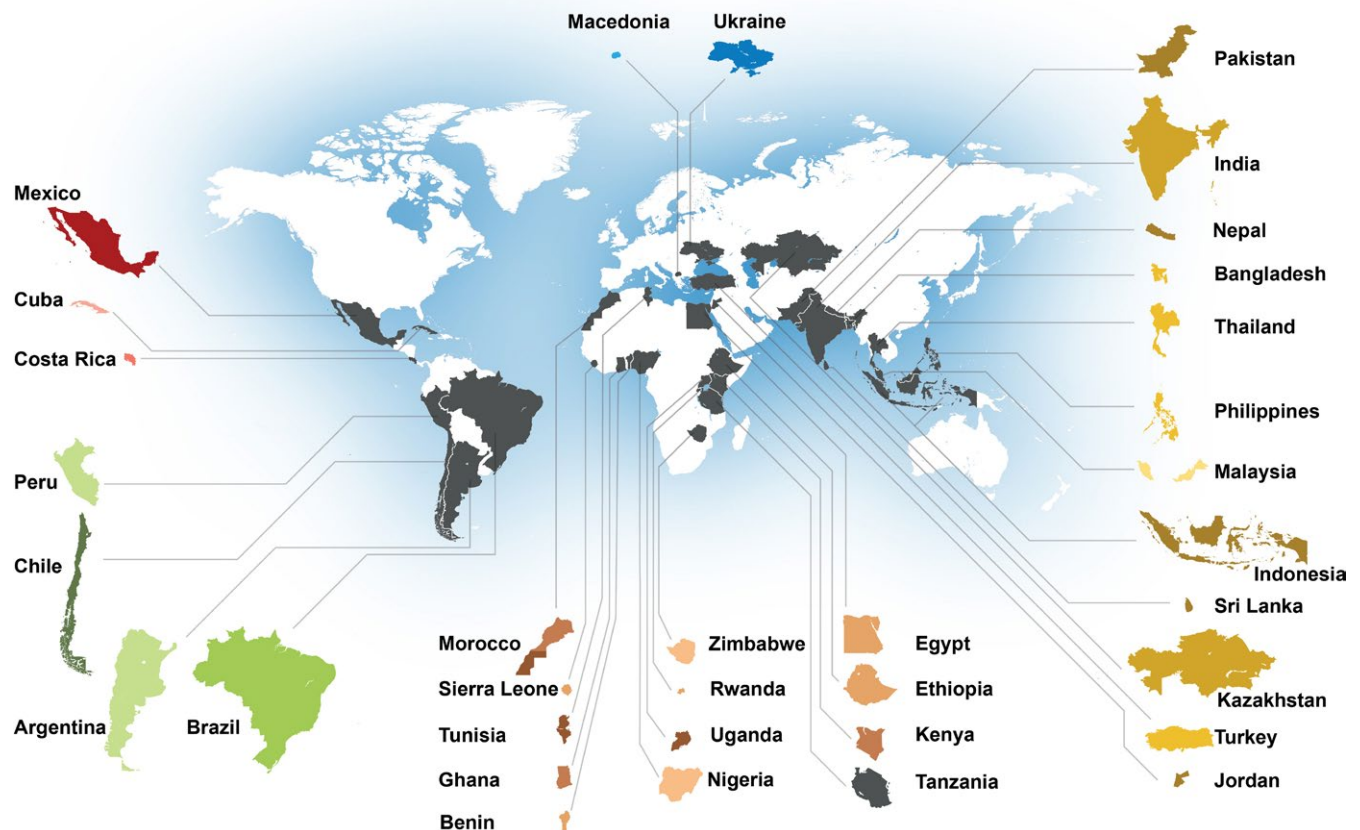 Macedonia
Ukraine
Pakistan
India
Mexico
Nepal
Bangladesh
Cuba
Thailand
Costa Rica
Philippines
Malaysia
Peru
Chile
Indonesia
Sri Lanka
Morocco
Zimbabwe
Egypt
Sierra Leone
Rwanda
Ethiopia
Kazakhstan
Argentina
Brazil
Tunisia
Uganda
Kenya
Turkey
Ghana
Nigeria
Tanzania
Jordan
Benin